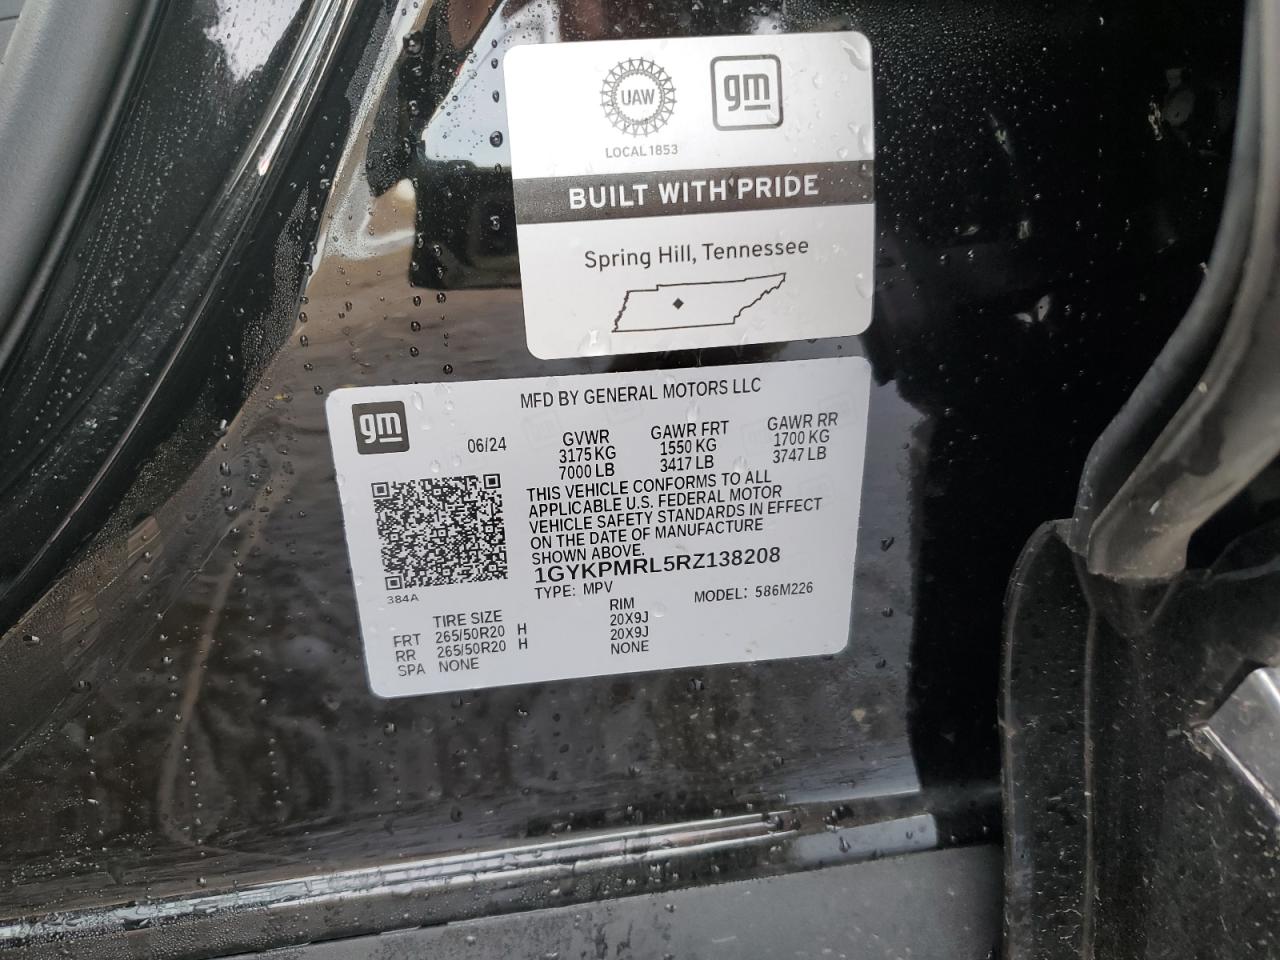 UAW
gm
LOCAL 1853
BUILT WITH PRIDE
Spring Hill, Tennessee
gm
MFD BY GENERAL MOTORS LLC
06/24
GVWR
3175 KG
7000 LB
GAWR FRT
1550 KG
3417 LB
GAWR RR
1700 KG
3747 LB
THIS VEHICLE CONFORMS TO ALL
APPLICABLE U.S. FEDERAL MOTOR
VEHICLE SAFETY STANDARDS IN EFFECT
ON THE DATE OF MANUFACTURE
SHOWN ABOVE.
1GYKPMRL5RZ138208
TYPE: MPV
MODEL: 586M226
384A
TIRE SIZE RIM
FRT 265/50R20 H 20X9J
RR 265/50R20 H 20X9J
SPA NONE NONE